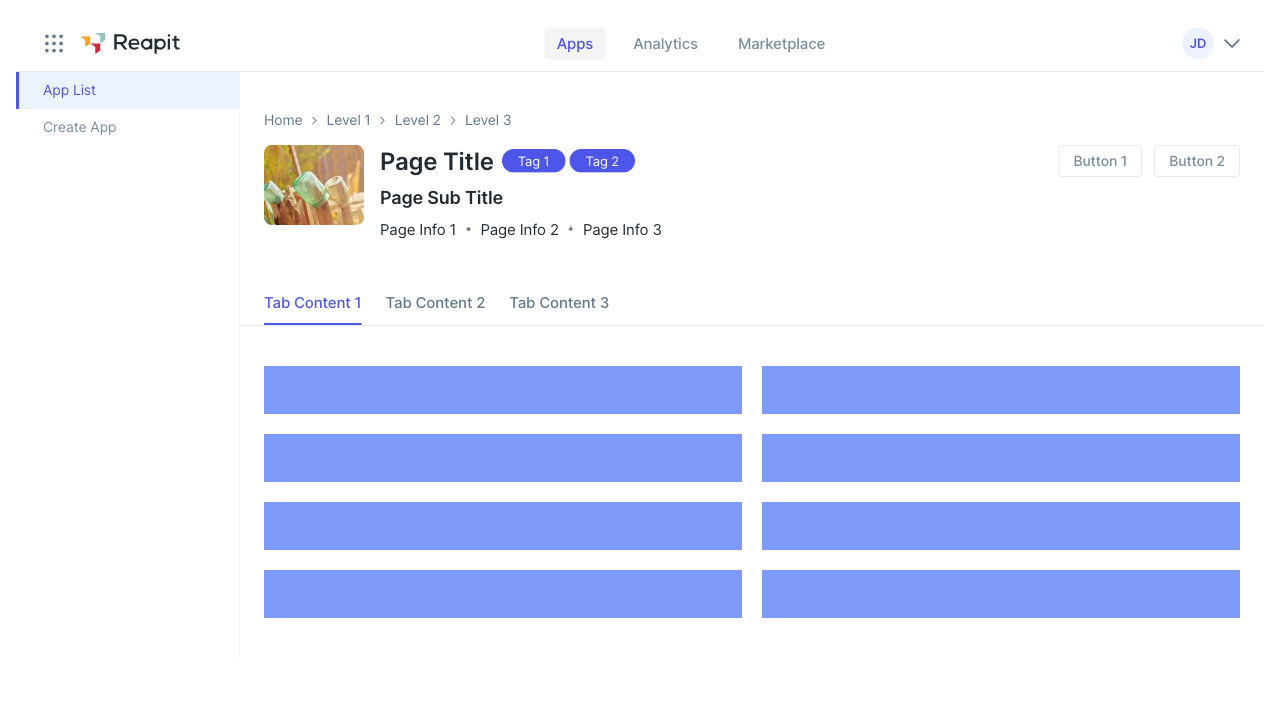 Reapit
Apps Analytics Marketplace
JD
App List
Create App
Home Level 1 Level 2 Level 3
Page Title Tag 1 Tag 2
Button 1 Button 2
Page Sub Title
Page Info 1 Page Info 2 Page Info 3
Tab Content 1 Tab Content 2 Tab Content 3